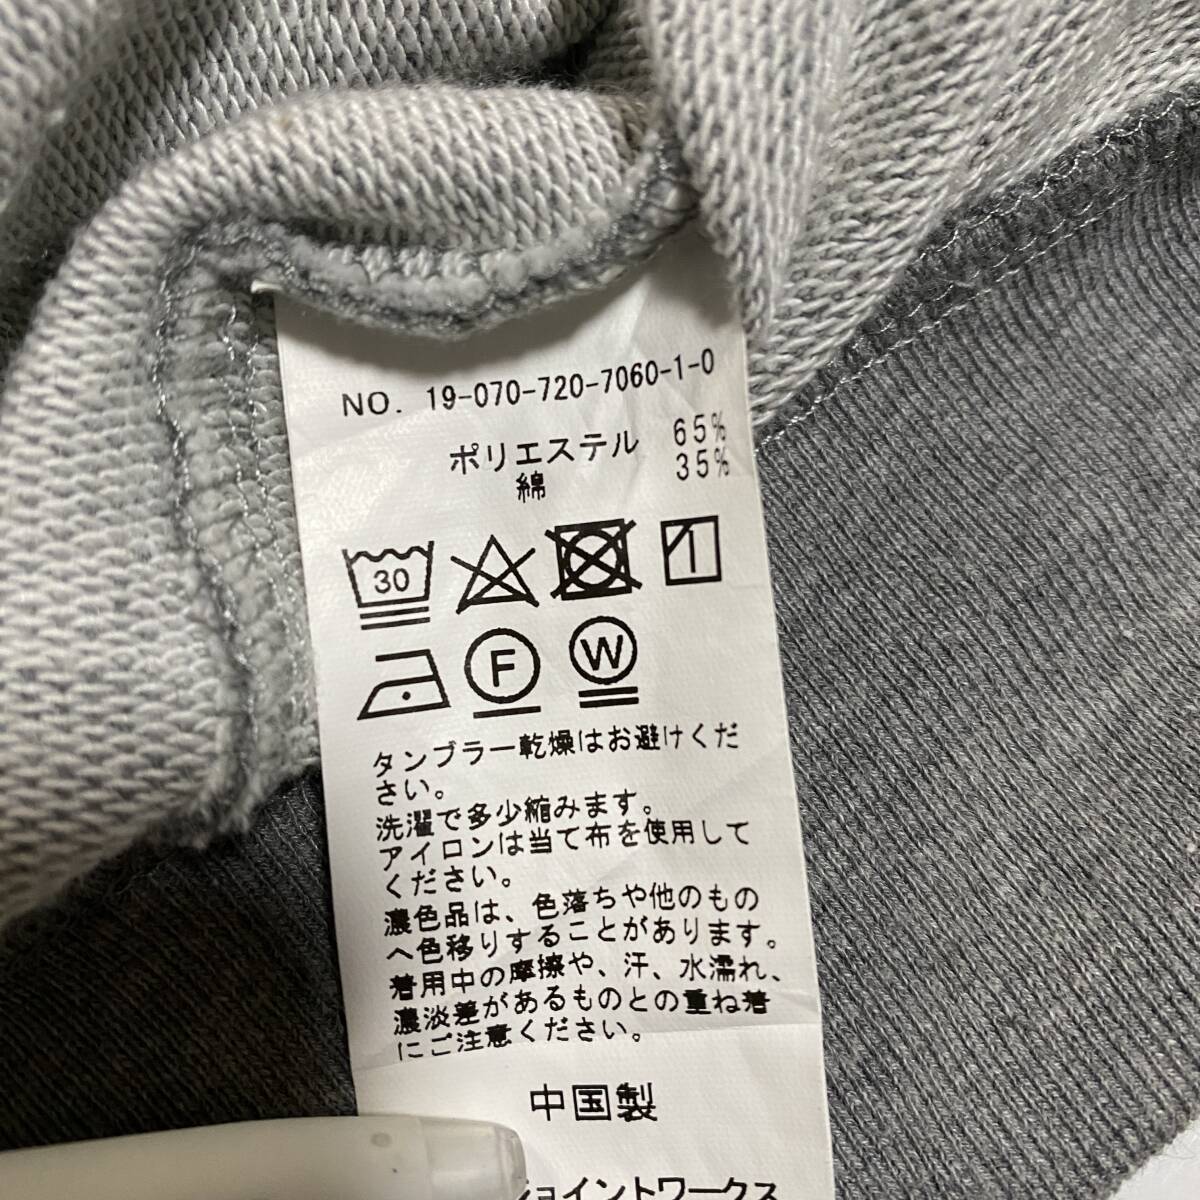 NO. 19-070-720-7060-1-0
ポリエステル 65%
綿 35%
30
1
F
W
タンブラー乾燥はお避けくだ
さい。
洗濯で多少縮みます。
アイロンは当て布を使用して
ください。
濃色品は、色落ちや他のもの
へ色移りすることがあります。
着用中の摩擦や、汗、水濡れ、
濃淡差があるものとの重ね着
にご注意ください。
中国製
ョイントワークス